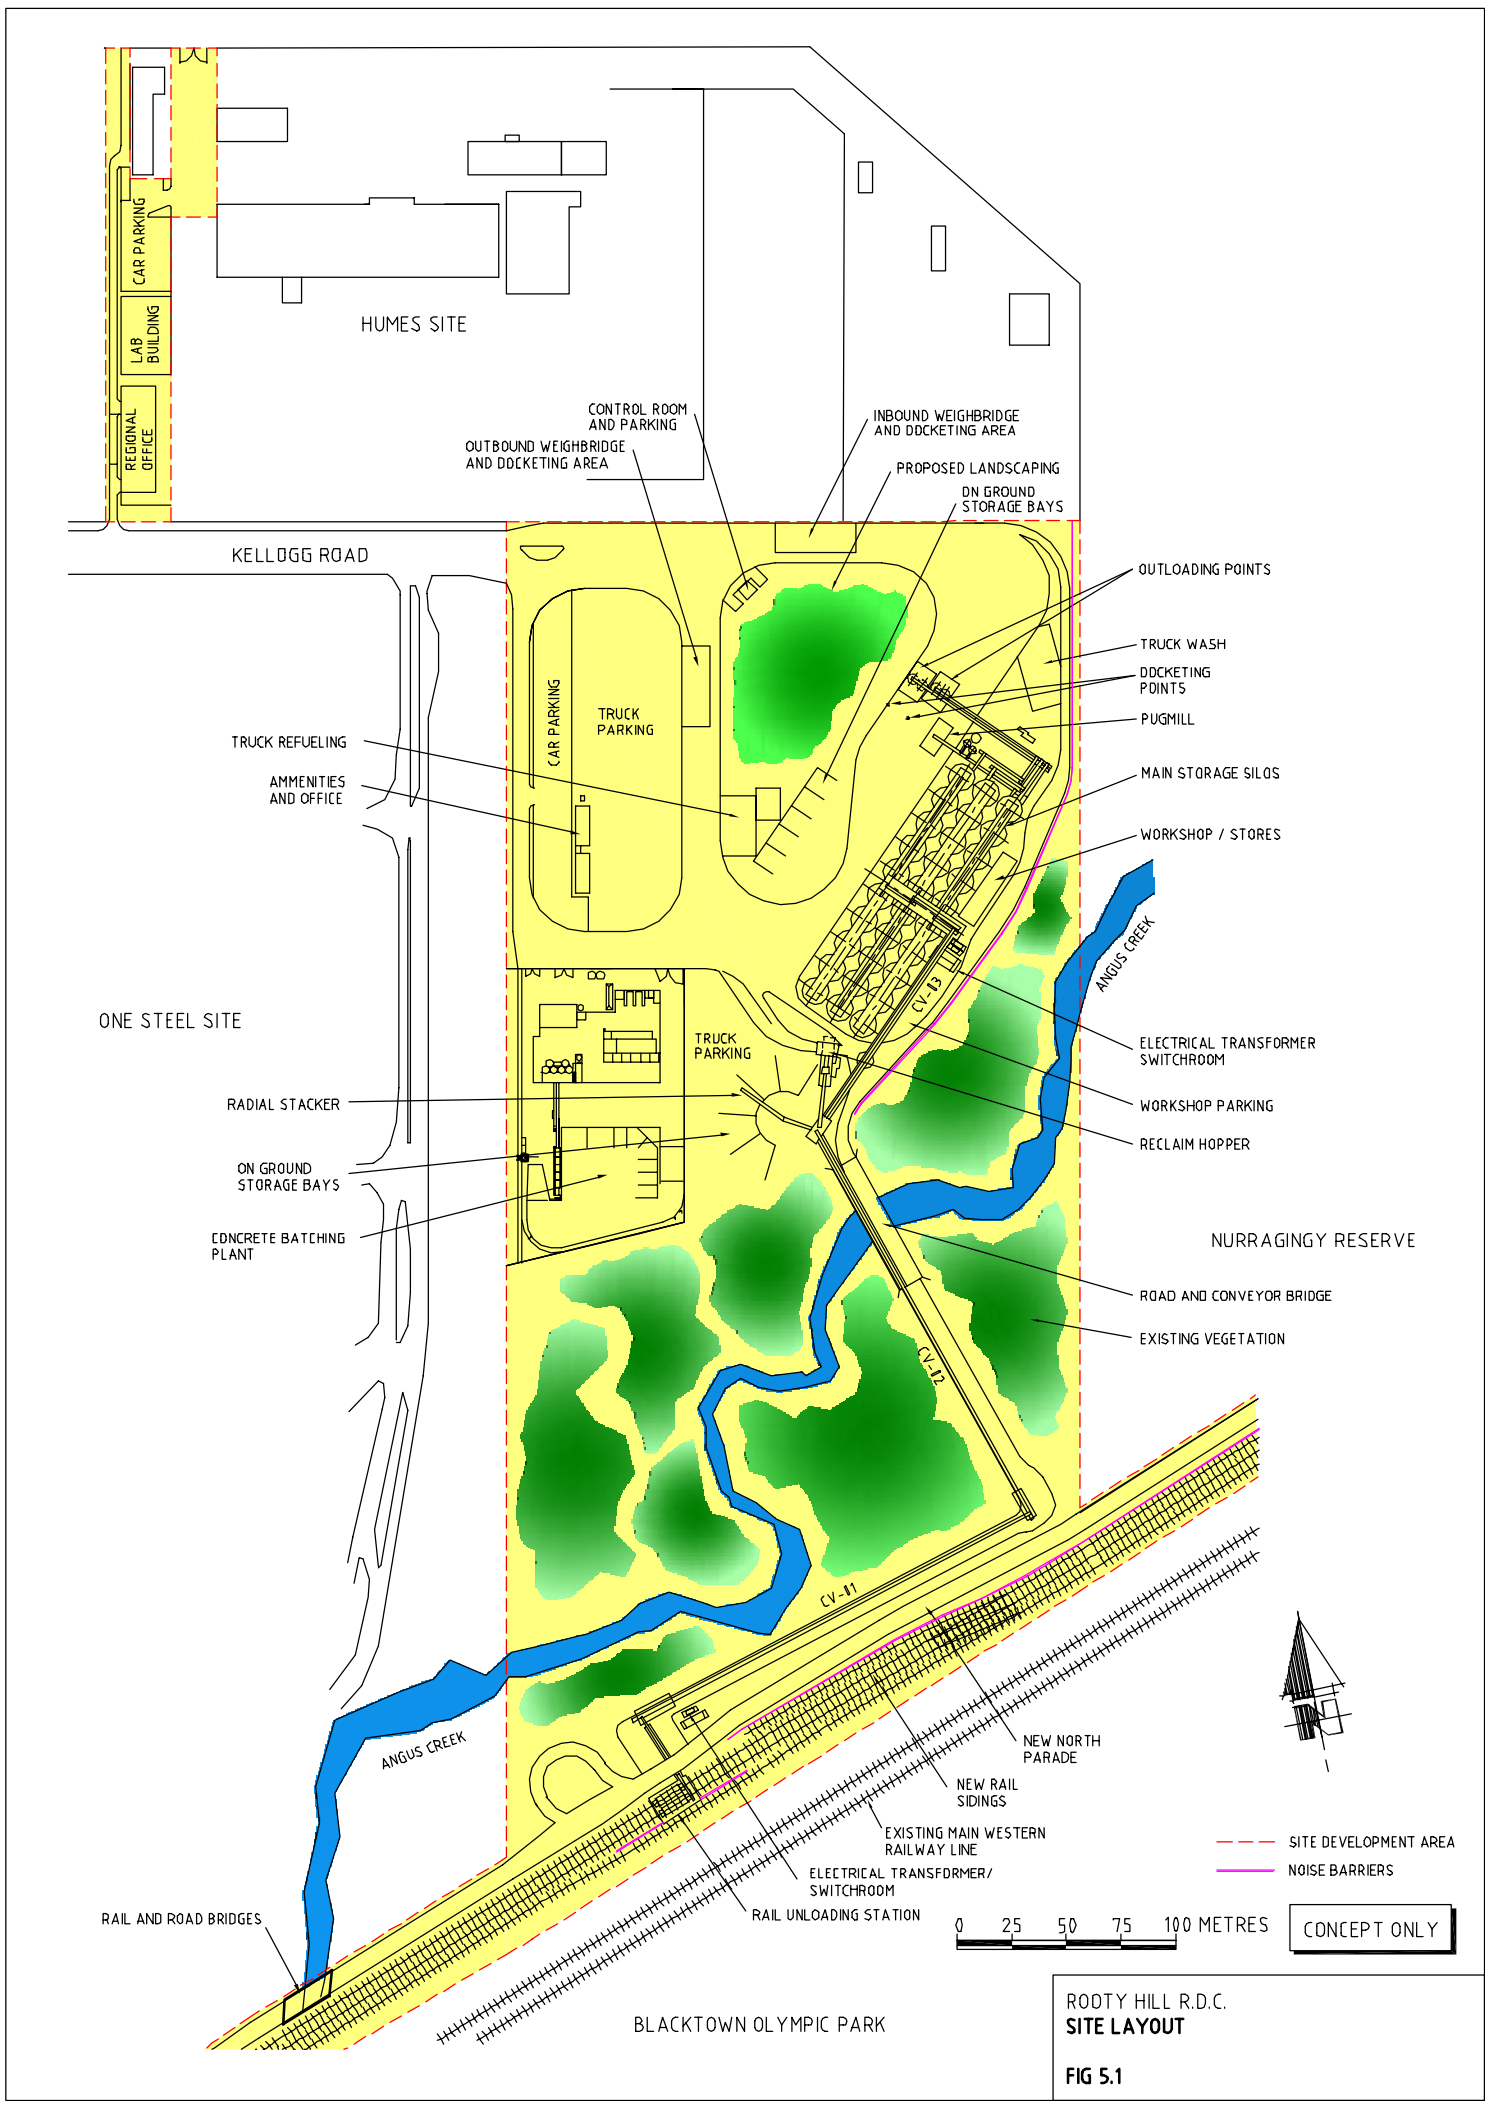 CAR PARKING
LAB
BUILDING
REGIONAL
OFFICE
HUMES SITE
CONTROL ROOM
AND PARKING
OUTBOUND WEIGHBRIDGE
AND DOCKETING AREA
INBOUND WEIGHBRIDGE
AND DOCKETING AREA
PROPOSED LANDSCAPING
ON GROUND
STORAGE BAYS
KELLOGG ROAD
OUTLOADING POINTS
TRUCK WASH
DOCKETING
POINTS
PUGMILL
CAR PARKING
TRUCK
PARKING
TRUCK REFUELING
AMMENITIES
AND OFFICE
MAIN STORAGE SILOS
WORKSHOP / STORES
ANGUS CREEK
CV-03
ONE STEEL SITE
TRUCK
PARKING
ELECTRICAL TRANSFORMER
SWITCHROOM
RADIAL STACKER
WORKSHOP PARKING
RECLAIM HOPPER
ON GROUND
STORAGE BAYS
CONCRETE BATCHING
PLANT
NURRAGINGY RESERVE
ROAD AND CONVEYOR BRIDGE
EXISTING VEGETATION
CV-02
CV-01
ANGUS CREEK
NEW NORTH
PARADE
NEW RAIL
SIDINGS
EXISTING MAIN WESTERN
RAILWAY LINE
ELECTRICAL TRANSFORMER/
SWITCHROOM
RAIL UNLOADING STATION
RAIL AND ROAD BRIDGES
SITE DEVELOPMENT AREA
NOISE BARRIERS
0 25 50 75 100 METRES
CONCEPT ONLY
BLACKTOWN OLYMPIC PARK
ROOTY HILL R.D.C.
SITE LAYOUT
FIG 5.1